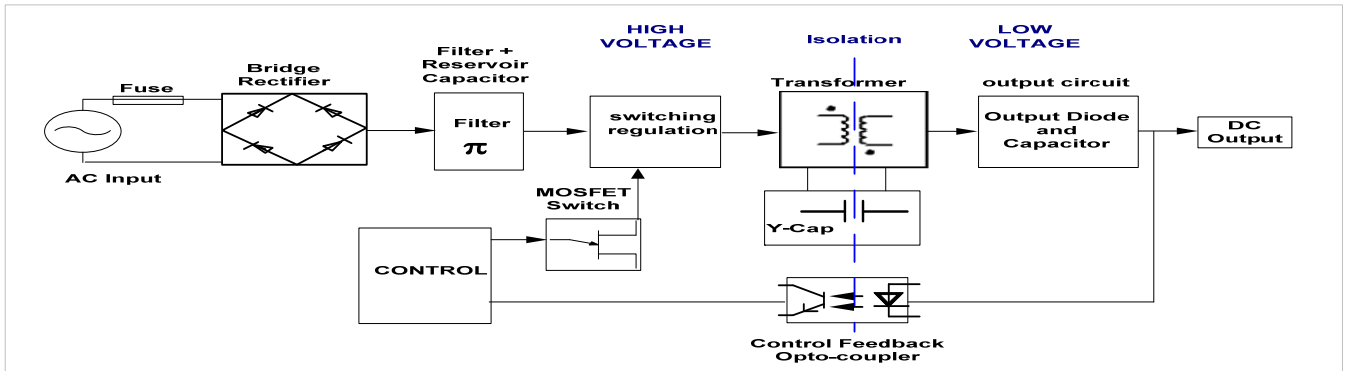 HIGH
VOLTAGE
Isolation
LOW
VOLTAGE
Filter +
Reservoir
Capacitor
Bridge
Rectifier
Fuse
Transformer
output circuit
Filter
π
switching
regulation
Output Diode
and
Capacitor
DC
Output
AC Input
MOSFET
Switch
Y-Cap
CONTROL
Control Feedback
Opto-coupler